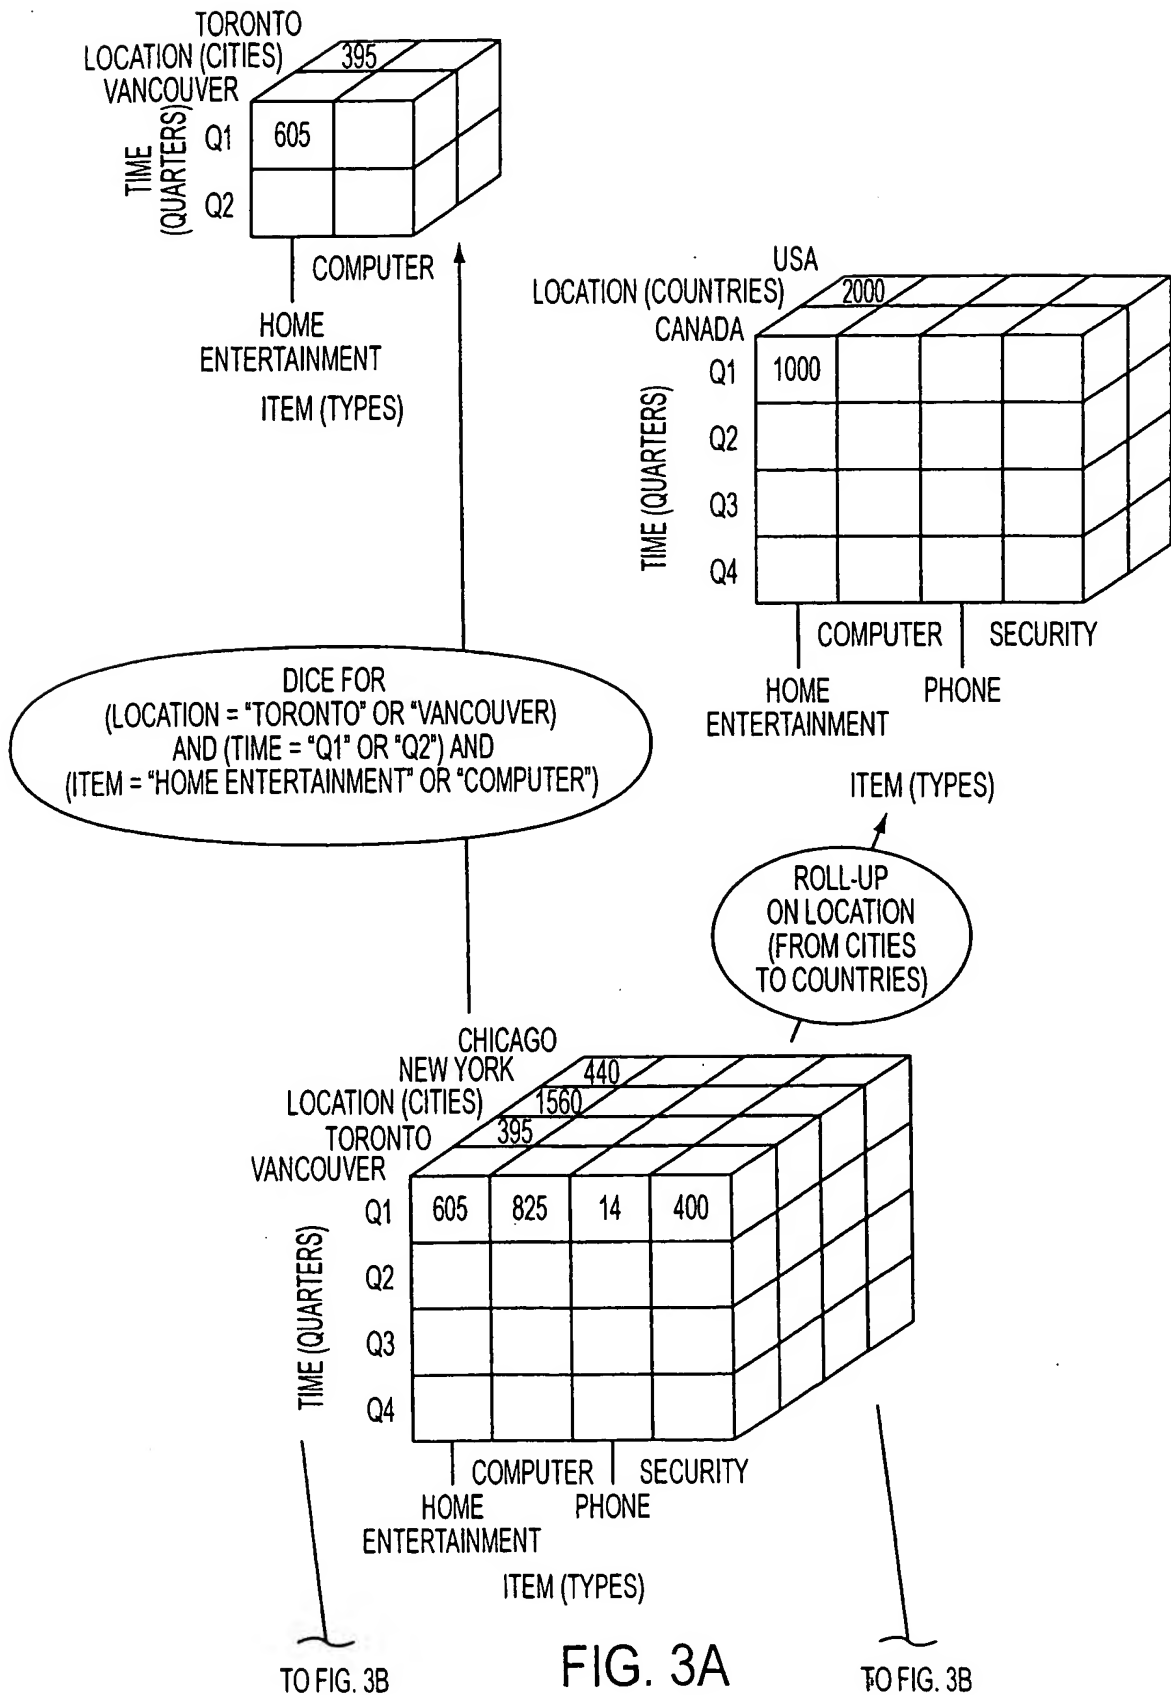 TORONTO
LOCATION (CITIES)
VANCOUVER
395
TIME
(QUARTERS)
Q1
605
Q2
COMPUTER
HOME
ENTERTAINMENT
ITEM (TYPES)
USA
LOCATION (COUNTRIES)
CANADA
2000
TIME (QUARTERS)
Q1
1000
Q2
Q3
Q4
COMPUTER
SECURITY
HOME
ENTERTAINMENT
PHONE
ITEM (TYPES)
DICE FOR
(LOCATION = "TORONTO" OR "VANCOUVER)
AND (TIME = "Q1" OR "Q2") AND
(ITEM = "HOME ENTERTAINMENT" OR "COMPUTER")
ROLL-UP
ON LOCATION
(FROM CITIES
TO COUNTRIES)
CHICAGO
NEW YORK
LOCATION (CITIES)
TORONTO
VANCOUVER
440
1560
395
TIME (QUARTERS)
Q1 605 825 14 400
Q2
Q3
Q4
COMPUTER
SECURITY
HOME
ENTERTAINMENT
PHONE
ITEM (TYPES)
TO FIG. 3B
FIG. 3A
TO FIG. 3B